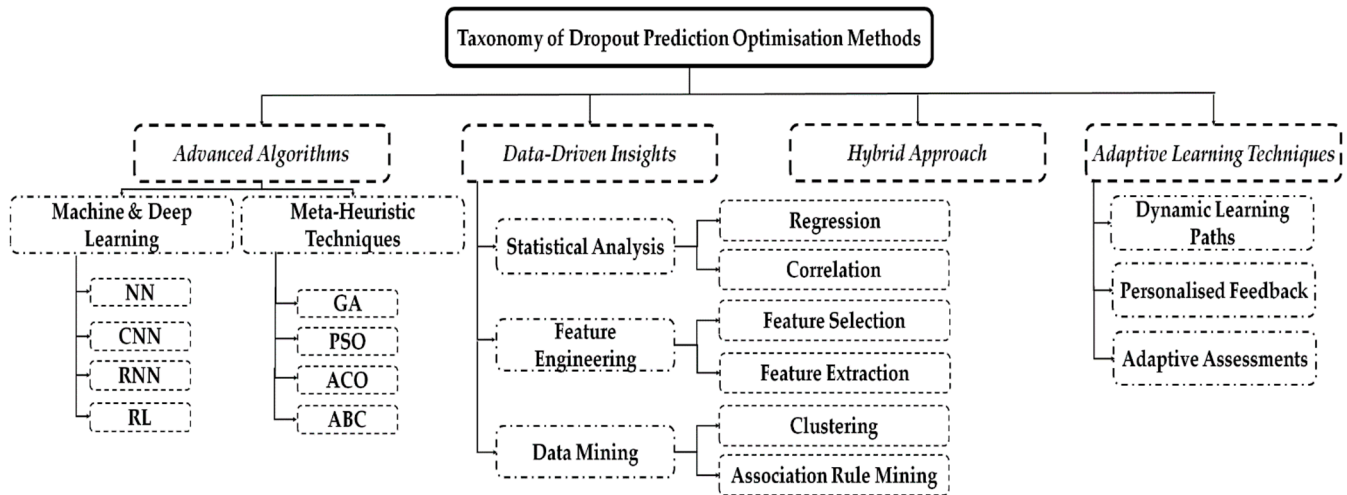 Taxonomy of Dropout Prediction Optimisation Methods
Advanced Algorithms
Data-Driven Insights
Hybrid Approach
Adaptive Learning Techniques
Machine & Deep
Learning
NN
CNN
RNN
RL
Meta-Heuristic
Techniques
GA
PSO
ACO
ABC
Statistical Analysis
Regression
Correlation
Feature
Engineering
Feature Selection
Feature Extraction
Data Mining
Clustering
Association Rule Mining
Dynamic Learning
Paths
Personalised Feedback
Adaptive Assessments